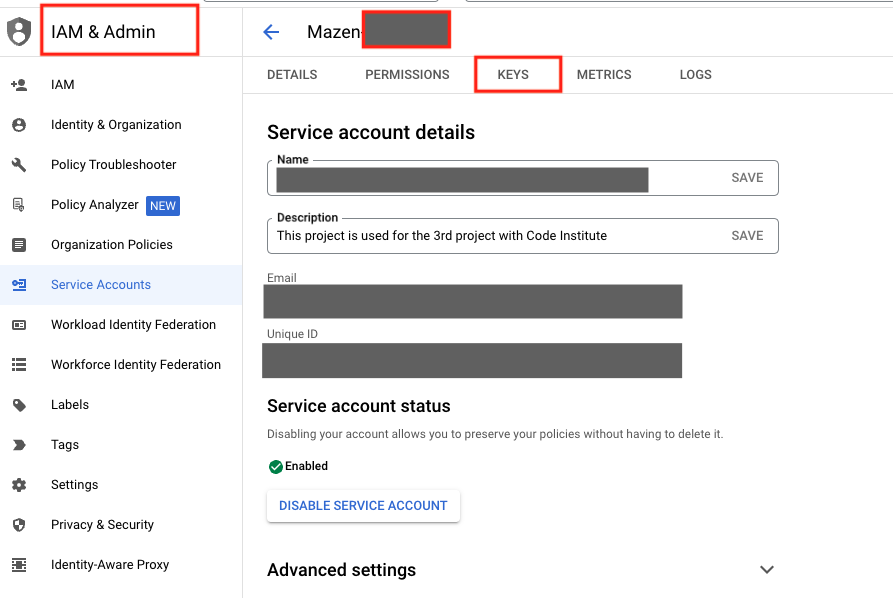 IAM & Admin
IAM
Identity & Organization
Policy Troubleshooter
Policy Analyzer NEW
Organization Policies
Service Accounts
Workload Identity Federation
Workforce Identity Federation
Labels
Tags
Settings
Privacy & Security
Identity-Aware Proxy
Mazen-
DETAILS PERMISSIONS KEYS METRICS LOGS
Service account details
Name
SAVE
Description
This project is used for the 3rd project with Code Institute SAVE
Email
Unique ID
Service account status
Disabling your account allows you to preserve your policies without having to delete it.
Enabled
DISABLE SERVICE ACCOUNT
Advanced settings